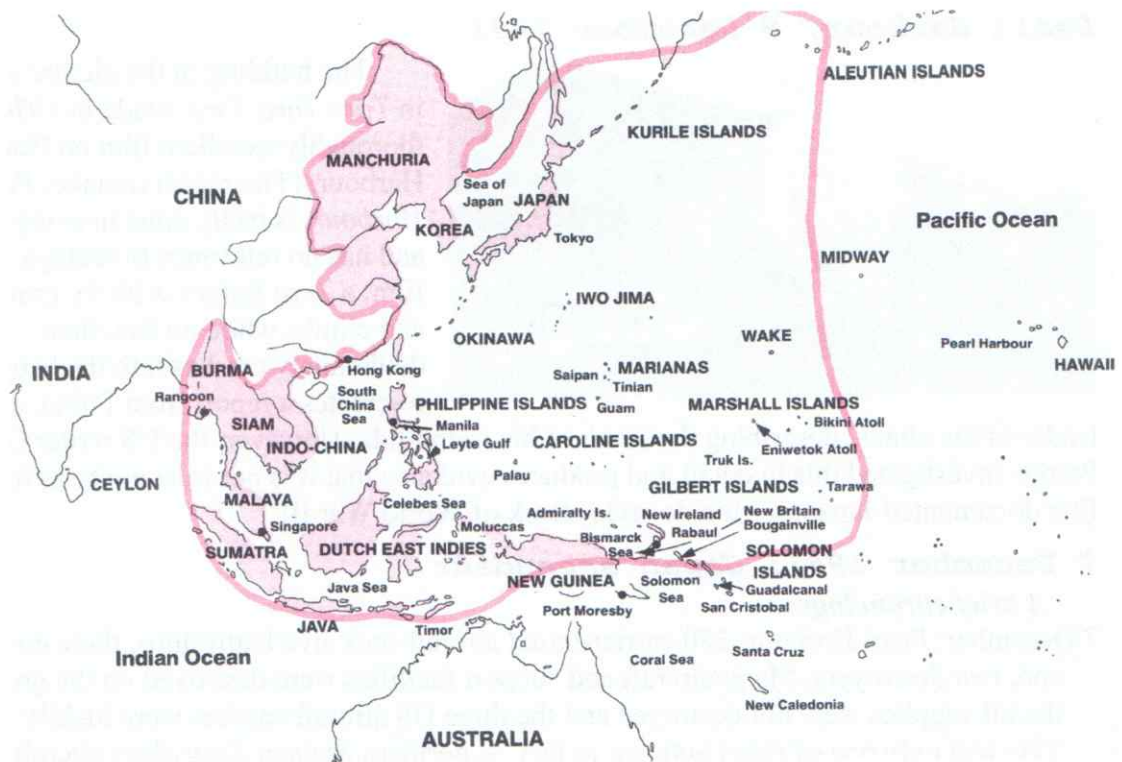 ALEUTIAN ISLANDS
KURILE ISLANDS
MANCHURIA
CHINA
Sea of
Japan
JAPAN
KOREA
Tokyo
Pacific Ocean
MIDWAY
IWO JIMA
OKINAWA
WAKE
Pearl Harbour
HAWAII
INDIA
BURMA
Hong Kong
Rangoon
South
China
Sea
SIAM
INDO-CHINA
MARIANAS
Saipan
Tinian
Guam
PHILIPPINE ISLANDS
Manila
Leyte Gulf
MARSHALL ISLANDS
Bikini Atoll
Eniwetok Atoll
CAROLINE ISLANDS
Truk Is.
Palau
CEYLON
MALAYA
Singapore
Celebes Sea
GILBERT ISLANDS
Tarawa
Admirally Is.
New Ireland
New Britain
Bougainville
Rabaul
Bismarck
Sea
Moluccas
SUMATRA
DUTCH EAST INDIES
Java Sea
NEW GUINEA
SOLOMON
ISLANDS
Solomon
Sea
Guadalcanal
San Cristobal
Port Moresby
JAVA
Timor
Indian Ocean
Coral Sea
Santa Cruz
New Caledonia
AUSTRALIA